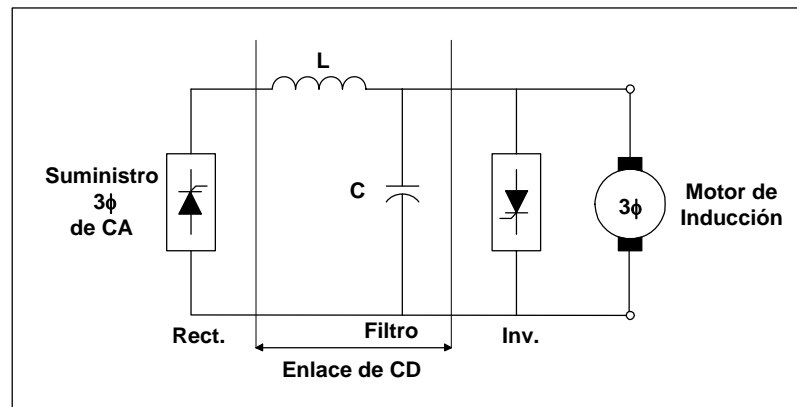 L
Suministro
3ϕ
de CA
C
3ϕ
Motor de
Inducción
Rect.
Filtro
Inv.
Enlace de CD